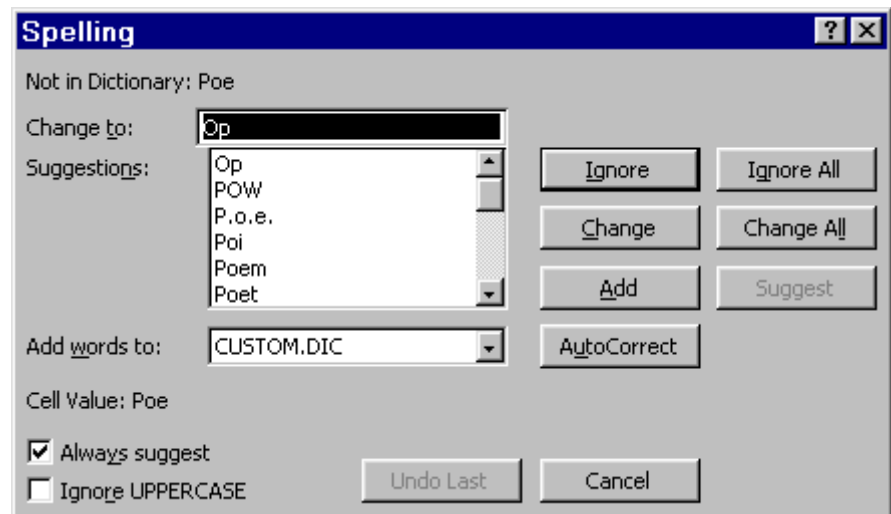 Spelling
Not in Dictionary: Poe
Change to: Op
Suggestions:
Op
POW
P.o.e.
Poi
Poem
Poet
Ignore Ignore All
Change Change All
Add Suggest
Add words to: CUSTOM.DIC AutoCorrect
Cell Value: Poe
Always suggest
Ignore UPPERCASE
Undo Last Cancel